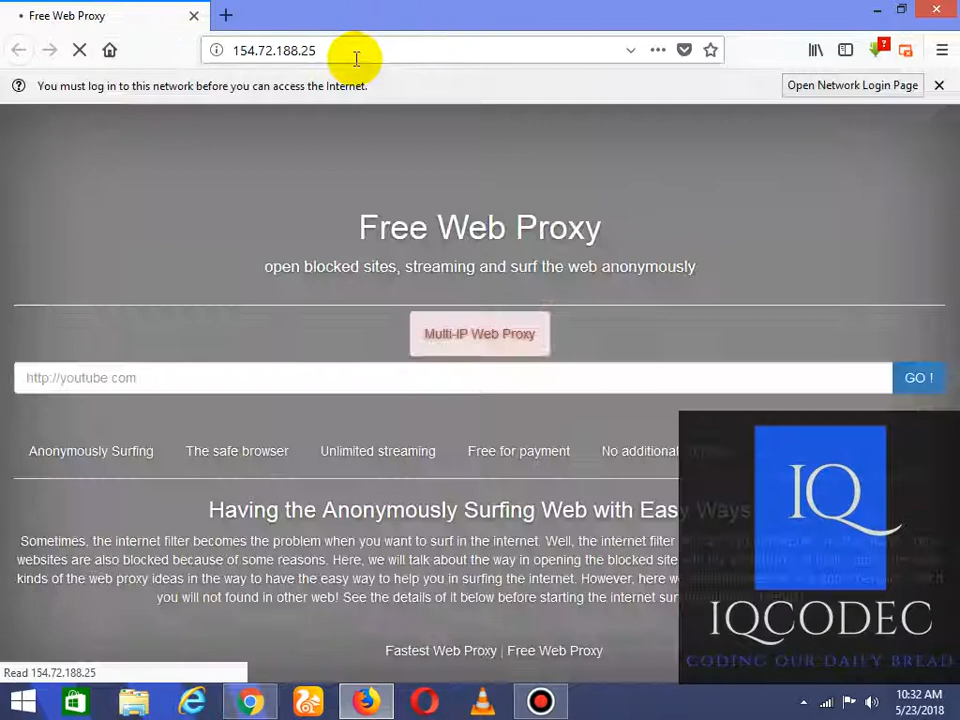 Free Web Proxy
154.72.188.25
You must log in to this network before you can access the Internet.
Open Network Login Page
Free Web Proxy
open blocked sites, streaming and surf the web anonymously
Multi-IP Web Proxy
http://youtube.com
GO !
Anonymously Surfing
The safe browser
Unlimited streaming
Free for payment
No additional
Having the Anonymously Surfing Web with Easy Ways
Sometimes, the internet filter becomes the problem when you want to surf in the internet. Well, the internet filter
websites are also blocked because of some reasons. Here, we will talk about the way in opening the blocked site
kinds of the web proxy ideas in the way to have the easy way to help you in surfing the internet. However, here w
you will not found in other web! See the details of it below before starting the internet sur
Fastest Web Proxy | Free Web Proxy
IQ
IQCODEC
CODING OUR DAILY BREAD
Read 154.72.188.25
10:32 AM
5/23/2018